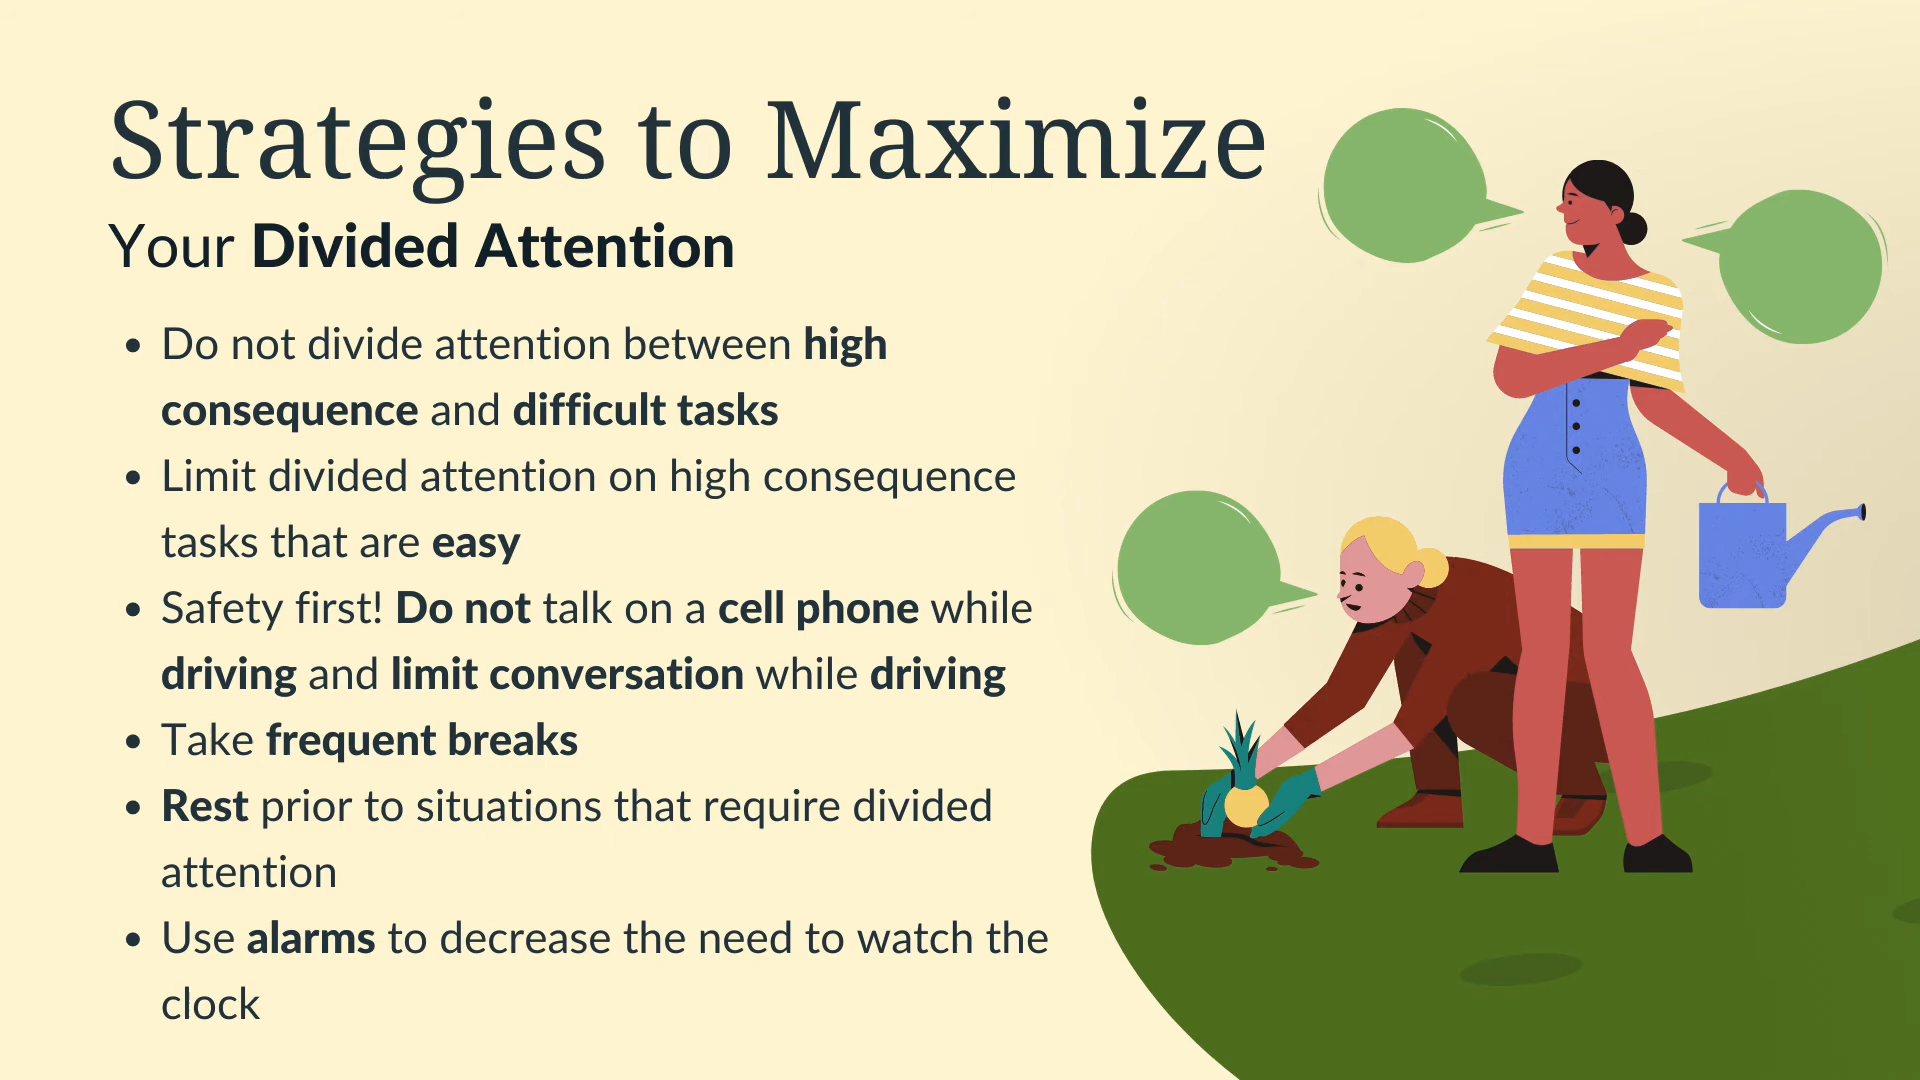 Strategies to Maximize
Your Divided Attention
• Do not divide attention between high
consequence and difficult tasks
• Limit divided attention on high consequence
tasks that are easy
• Safety first! Do not talk on a cell phone while
driving and limit conversation while driving
• Take frequent breaks
• Rest prior to situations that require divided
attention
• Use alarms to decrease the need to watch the
clock